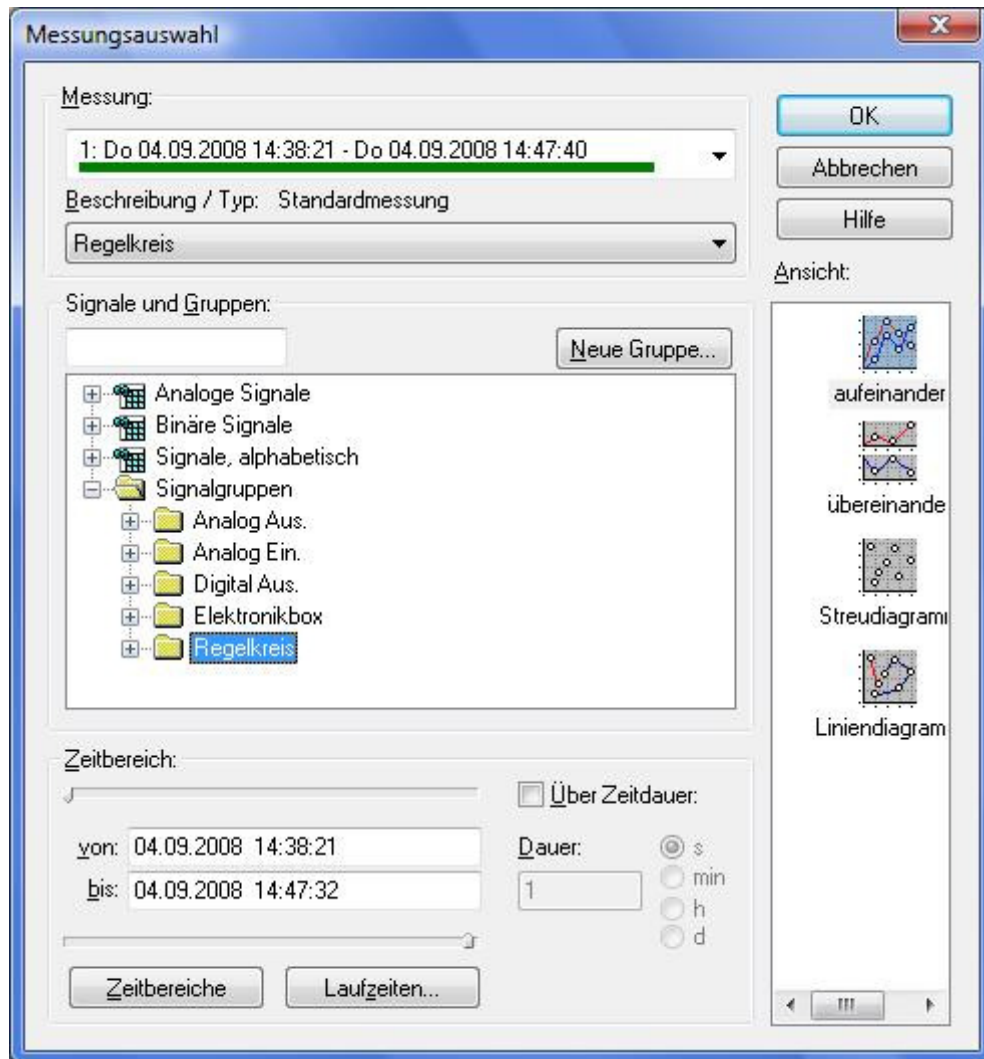 Messungsauswahl
Messung:
1: Do 04.09.2008 14:38:21 - Do 04.09.2008 14:47:40
Beschreibung / Typ: Standardmessung
Regelkreis
OK
Abbrechen
Hilfe
Ansicht:
aufeinander
übereinande
Streudiagram
Liniendiagram
Signale und Gruppen:
Neue Gruppe...
Analoge Signale
Binäre Signale
Signale, alphabetisch
Signalgruppen
Analog Aus.
Analog Ein.
Digital Aus.
Elektronikbox
Regelkreis
Zeitbereich:
von: 04.09.2008 14:38:21
bis: 04.09.2008 14:47:32
Über Zeitdauer:
Dauer:
1
s
min
h
d
Zeitbereiche
Laufzeiten...